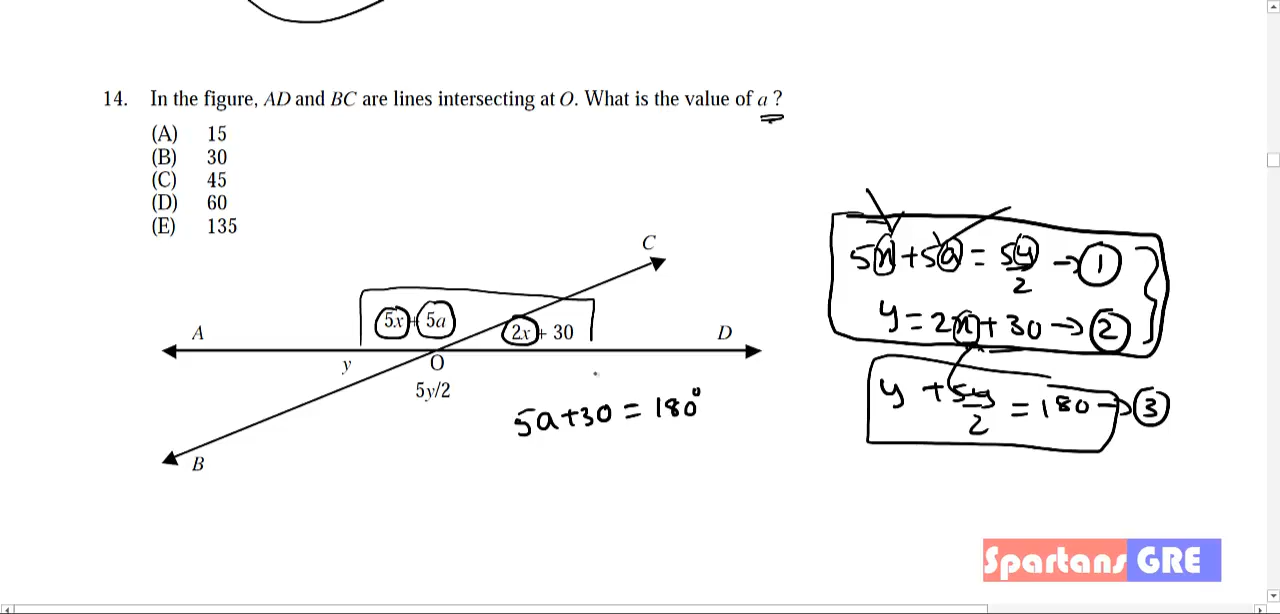 14. In the figure, AD and BC are lines intersecting at O. What is the value of a ?
(A) 15
(B) 30
(C) 45
(D) 60
(E) 135
C
A
5x + 5a
2x + 30
D
y
O
5y/2
B
5a+30 = 180°
5x + 5a = 5y/2 → 1
y = 2x + 30 → 2
y + 5y/2 = 180 → 3
Spartans GRE